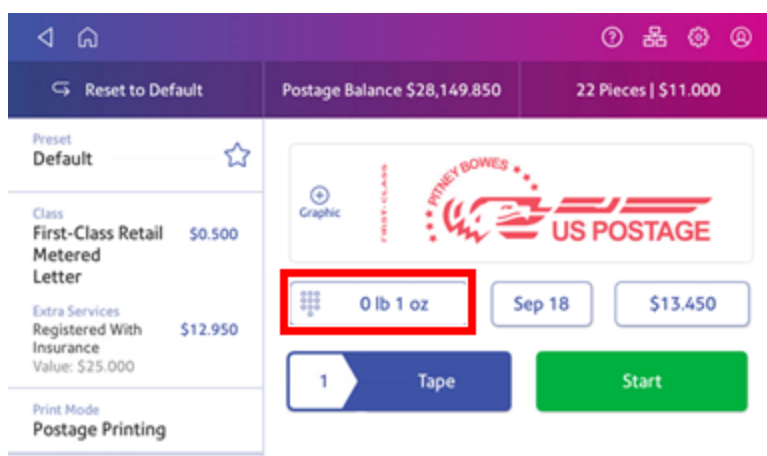 Reset to Default
Postage Balance $28,149.850
22 Pieces | $11.000
Preset
Default
Class
First-Class Retail $0.500
Metered
Letter
Extra Services
Registered With $12.950
Insurance
Value: $25.000
Print Mode
Postage Printing
Graphic
FIRST-CLASS
PITNEY BOWES
US POSTAGE
0 lb 1 oz
Sep 18
$13.450
1
Tape
Start